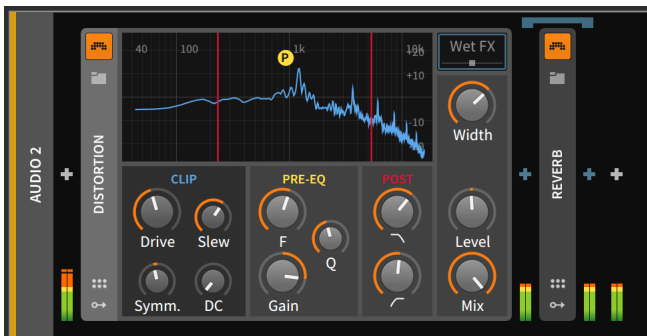 AUDIO 2
DISTORTION
40 100 1k 10k
+20
+10
-10
P
Wet FX
Width
CLIP
PRE-EQ
POST
Drive
Slew
F
Q
Level
Symm.
DC
Gain
Mix
REVERB